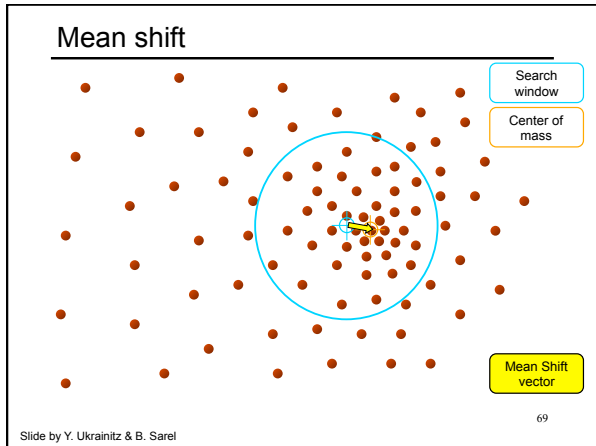 Mean shift
Search
window
Center of
mass
Mean Shift
vector
69
Slide by Y. Ukrainitz & B. Sarel